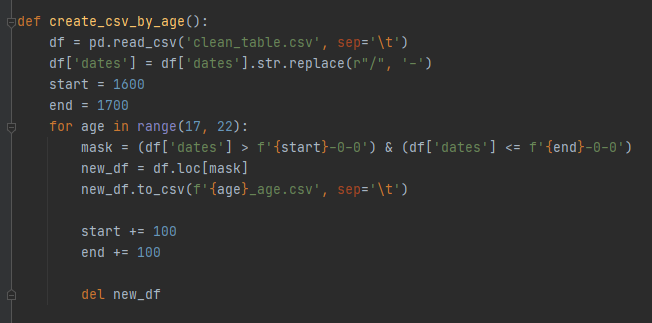 def create_csv_by_age():
    df = pd.read_csv('clean_table.csv', sep='\t')
    df['dates'] = df['dates'].str.replace(r"/", '-')
    start = 1600
    end = 1700
    for age in range(17, 22):
        mask = (df['dates'] > f'{start}-0-0') & (df['dates'] <= f'{end}-0-0')
        new_df = df.loc[mask]
        new_df.to_csv(f'{age}_age.csv', sep='\t')

        start += 100
        end += 100

        del new_df